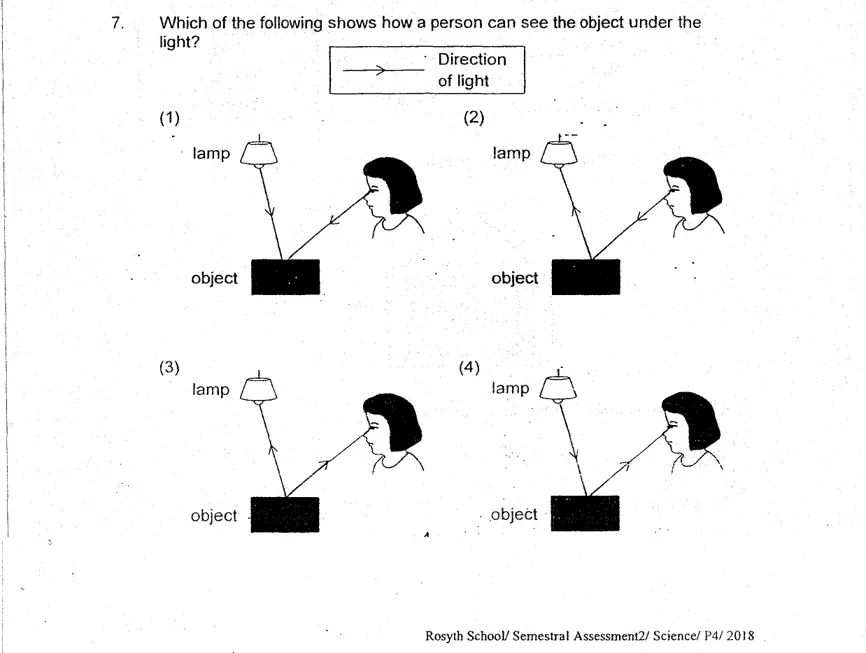 7. Which of the following shows how a person can see the object under the
light?
Direction
of light
(1)
(2)
lamp
lamp
object
object
(3)
(4)
lamp
lamp
object
object
Rosyth School/ Semestral Assessment2/ Science/ P4/ 2018